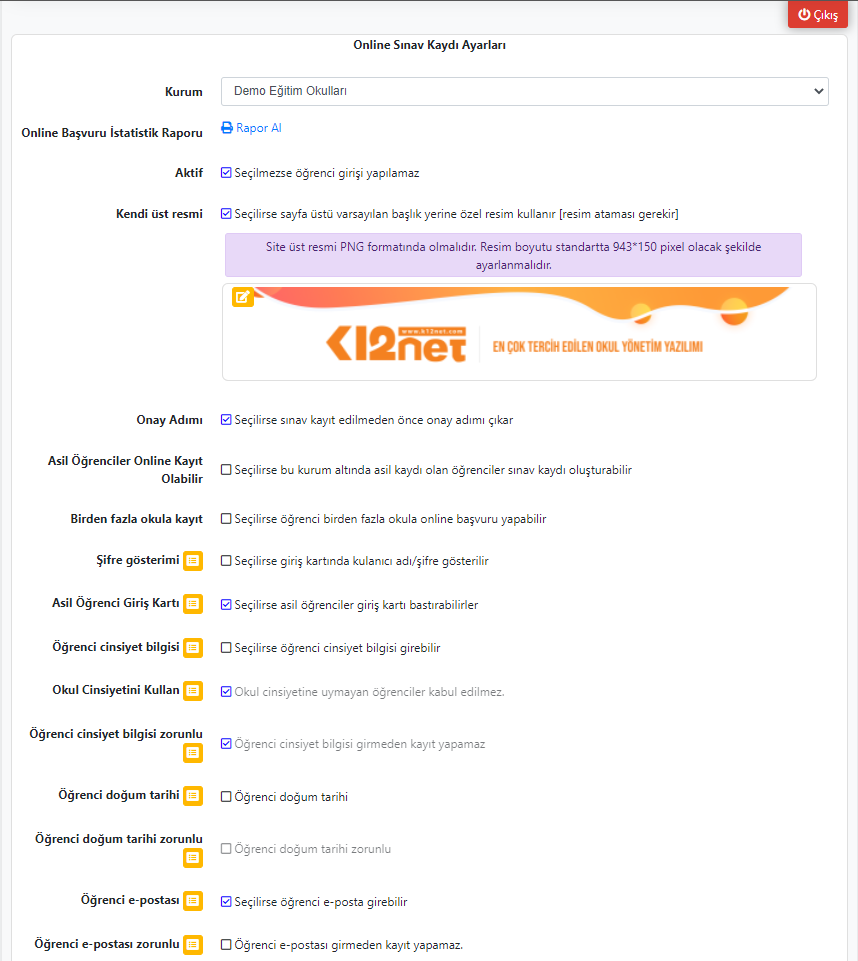 Çıkış
Online Sınav Kaydı Ayarları
Kurum
Demo Eğitim Okulları
Online Başvuru İstatistik Raporu
Rapor Al
Aktif
Seçilmezse öğrenci girişi yapılamaz
Kendi üst resmi
Seçilirse sayfa üstü varsayılan başlık yerine özel resim kullanır [resim ataması gerekir]
Site üst resmi PNG formatında olmalıdır. Resim boyutu standartta 943*150 pixel olacak şekilde
ayarlanmalıdır.
www.k12net.com
K12net
EN ÇOK TERCİH EDİLEN OKUL YÖNETİM YAZILIMI
Onay Adımı
Seçilirse sınav kayıt edilmeden önce onay adımı çıkar
Asil Öğrenciler Online Kayıt
Olabilir
Seçilirse bu kurum altında asil kaydı olan öğrenciler sınav kaydı oluşturabilir
Birden fazla okula kayıt
Seçilirse öğrenci birden fazla okula online başvuru yapabilir
Şifre gösterimi
Seçilirse giriş kartında kulanıcı adı/şifre gösterilir
Asil Öğrenci Giriş Kartı
Seçilirse asil öğrenciler giriş kartı bastırabilirler
Öğrenci cinsiyet bilgisi
Seçilirse öğrenci cinsiyet bilgisi girebilir
Okul Cinsiyetini Kullan
Okul cinsiyetine uymayan öğrenciler kabul edilmez.
Öğrenci cinsiyet bilgisi zorunlu
Öğrenci cinsiyet bilgisi girmeden kayıt yapamaz
Öğrenci doğum tarihi
Öğrenci doğum tarihi
Öğrenci doğum tarihi zorunlu
Öğrenci doğum tarihi zorunlu
Öğrenci e-postası
Seçilirse öğrenci e-posta girebilir
Öğrenci e-postası zorunlu
Öğrenci e-postası girmeden kayıt yapamaz.